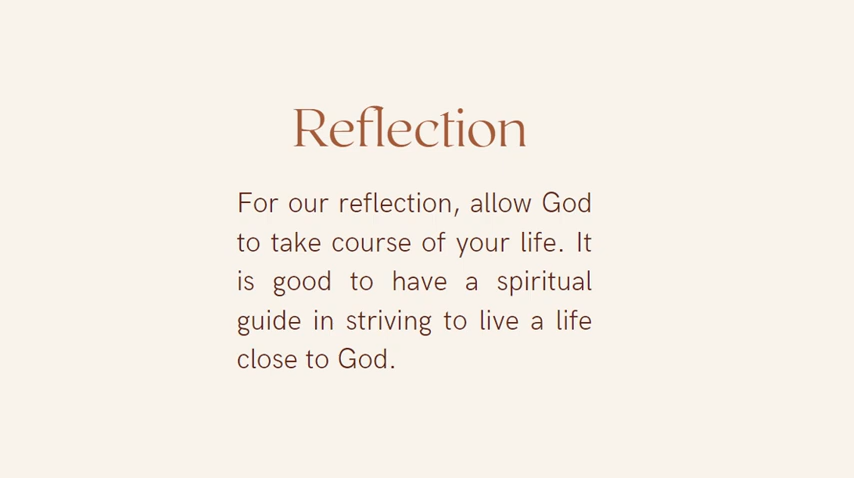 Reflection
For our reflection, allow God
to take course of your life. It
is good to have a spiritual
guide in striving to live a life
close to God.